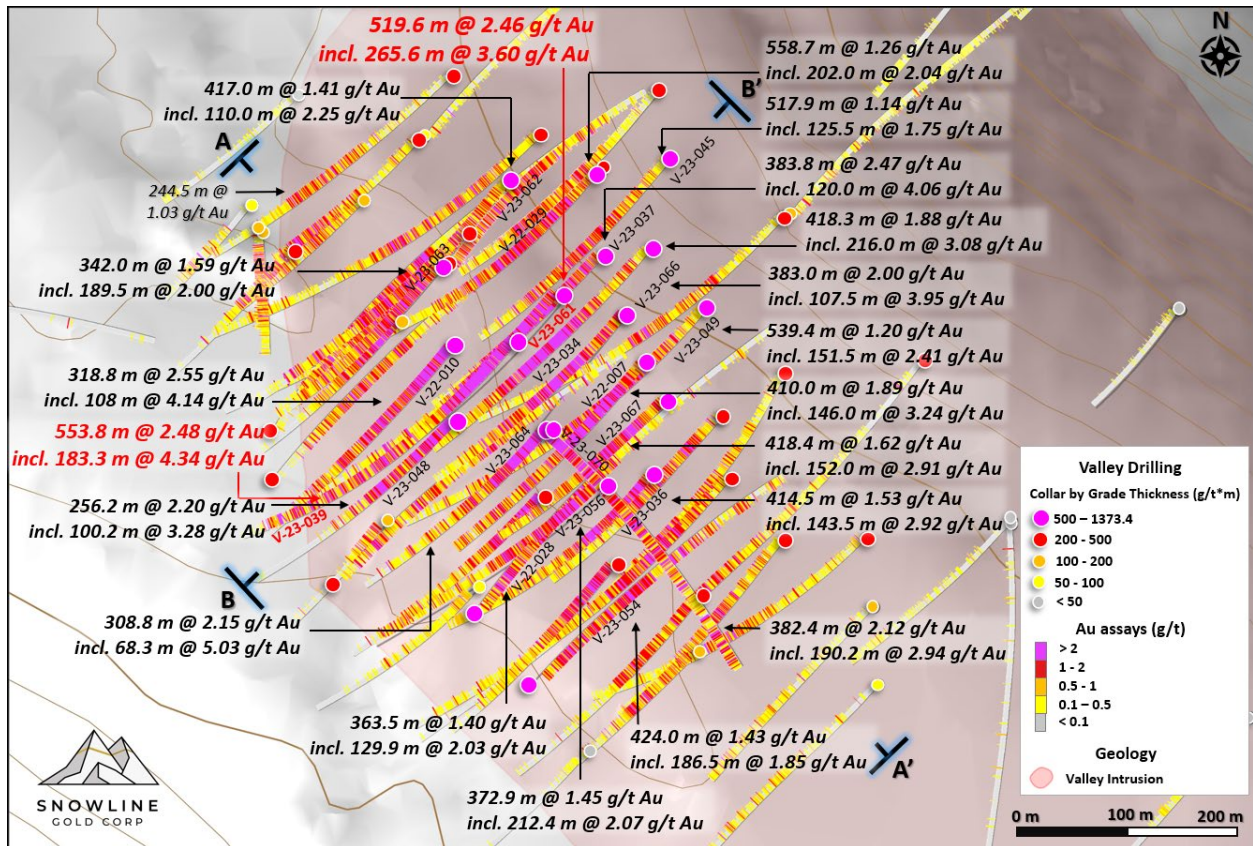 519.6 m @ 2.46 g/t Au
incl. 265.6 m @ 3.60 g/t Au
N
417.0 m @ 1.41 g/t Au
incl. 110.0 m @ 2.25 g/t Au
558.7 m @ 1.26 g/t Au
incl. 202.0 m @ 2.04 g/t Au
B'
517.9 m @ 1.14 g/t Au
incl. 125.5 m @ 1.75 g/t Au
A
V-23-045
383.8 m @ 2.47 g/t Au
incl. 120.0 m @ 4.06 g/t Au
244.5 m @
1.03 g/t Au
V-23-062
V-22-029
V-23-037
418.3 m @ 1.88 g/t Au
incl. 216.0 m @ 3.08 g/t Au
342.0 m @ 1.59 g/t Au
incl. 189.5 m @ 2.00 g/t Au
V-23-063
V-23-066
383.0 m @ 2.00 g/t Au
incl. 107.5 m @ 3.95 g/t Au
V-23-061
V-23-049
539.4 m @ 1.20 g/t Au
incl. 151.5 m @ 2.41 g/t Au
V-22-010
V-23-034
V-22-007
318.8 m @ 2.55 g/t Au
incl. 108 m @ 4.14 g/t Au
410.0 m @ 1.89 g/t Au
incl. 146.0 m @ 3.24 g/t Au
553.8 m @ 2.48 g/t Au
incl. 183.3 m @ 4.34 g/t Au
V-23-067
V-23-064
418.4 m @ 1.62 g/t Au
incl. 152.0 m @ 2.91 g/t Au
V-23-048
256.2 m @ 2.20 g/t Au
incl. 100.2 m @ 3.28 g/t Au
V-23-039
V-23-056
V-23-036
414.5 m @ 1.53 g/t Au
incl. 143.5 m @ 2.92 g/t Au
V-22-028
B
308.8 m @ 2.15 g/t Au
incl. 68.3 m @ 5.03 g/t Au
V-23-054
382.4 m @ 2.12 g/t Au
incl. 190.2 m @ 2.94 g/t Au
363.5 m @ 1.40 g/t Au
incl. 129.9 m @ 2.03 g/t Au
424.0 m @ 1.43 g/t Au
incl. 186.5 m @ 1.85 g/t Au
A'
372.9 m @ 1.45 g/t Au
incl. 212.4 m @ 2.07 g/t Au
SNOWLINE
GOLD CORP
Valley Drilling
Collar by Grade Thickness (g/t*m)
500 – 1373.4
200 - 500
100 - 200
50 - 100
< 50
Au assays (g/t)
> 2
1 - 2
0.5 - 1
0.1 – 0.5
< 0.1
Geology
Valley Intrusion
0 m
100 m
200 m